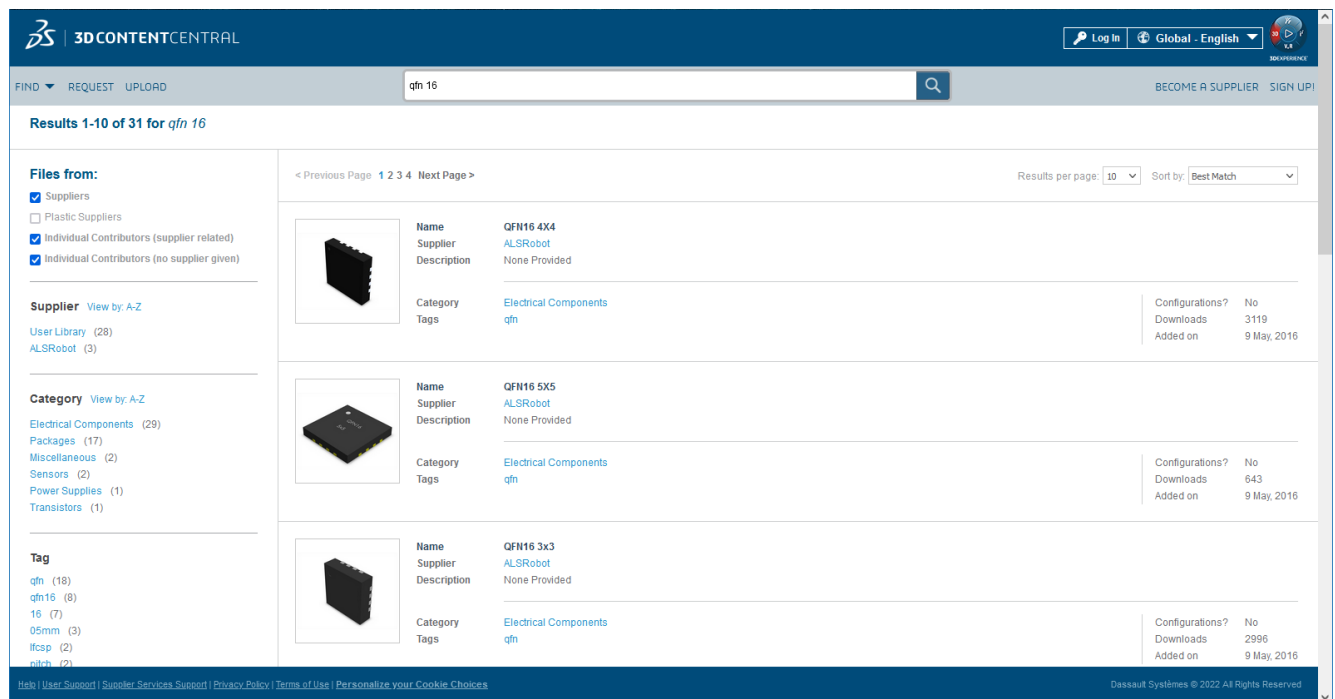 3DS | 3DCONTENTCENTRAL
Log In
Global - English
3DEXPERIENCE
FIND REQUEST UPLOAD
qfn 16
BECOME A SUPPLIER SIGN UP!
Results 1-10 of 31 for qfn 16
Files from:
Suppliers
Plastic Suppliers
Individual Contributors (supplier related)
Individual Contributors (no supplier given)
Supplier View by: A-Z
User Library (28)
ALSRobot (3)
Category View by: A-Z
Electrical Components (29)
Packages (17)
Miscellaneous (2)
Sensors (2)
Power Supplies (1)
Transistors (1)
Tag
qfn (18)
qfn16 (8)
16 (7)
05mm (3)
lfcsp (2)
pitch (2)
< Previous Page 1 2 3 4 Next Page >
Results per page: 10 Sort by: Best Match
Name QFN16 4X4
Supplier ALSRobot
Description None Provided
Category Electrical Components
Tags qfn
Configurations? No
Downloads 3119
Added on 9 May, 2016
Name QFN16 5X5
Supplier ALSRobot
Description None Provided
Category Electrical Components
Tags qfn
Configurations? No
Downloads 643
Added on 9 May, 2016
Name QFN16 3x3
Supplier ALSRobot
Description None Provided
Category Electrical Components
Tags qfn
Configurations? No
Downloads 2996
Added on 9 May, 2016
Help | User Support | Supplier Services Support | Privacy Policy | Terms of Use | Personalize your Cookie Choices
Dassault Systèmes © 2022 All Rights Reserved